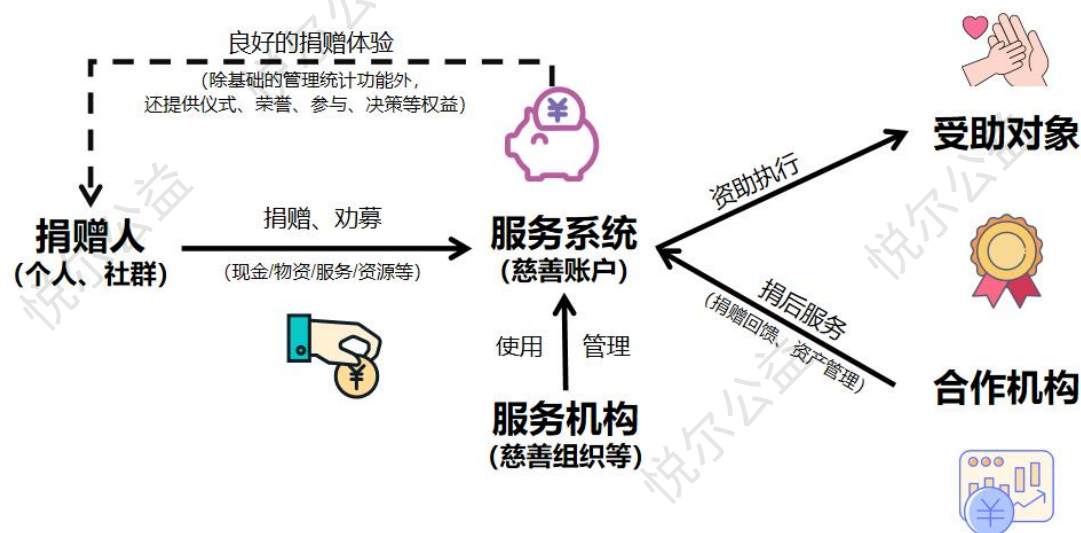 良好的捐赠体验
（除基础的管理统计功能外，
还提供仪式、荣誉、参与、决策等权益）
¥
捐赠人
（个人、社群）
捐赠、劝募
（现金/物资/服务/资源等）
¥
服务系统
（慈善账户）
使用
管理
服务机构
（慈善组织等）
资助执行
受助对象
捐后服务
（捐赠回馈、资产管理）
合作机构
¥
悦尔公益
悦尔公益
悦尔公益
悦尔公益